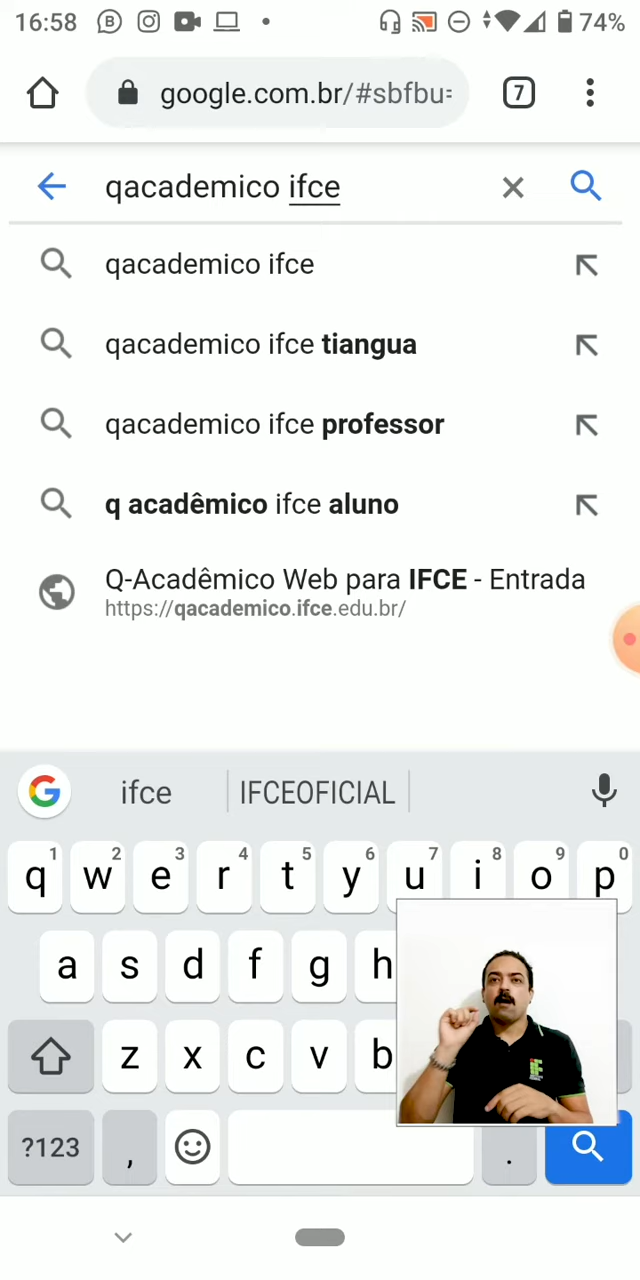 16:58
74%
google.com.br/#sbfbu=
7
qacademico ifce
qacademico ifce
qacademico ifce tiangua
qacademico ifce professor
q acadêmico ifce aluno
Q-Acadêmico Web para IFCE - Entrada
https://qacademico.ifce.edu.br/
ifce IFCEOFICIAL
1 2 3 4 5 6 7 8 9 0
q w e r t y u i o p
a s d f g h
z x c v b
?123 , .